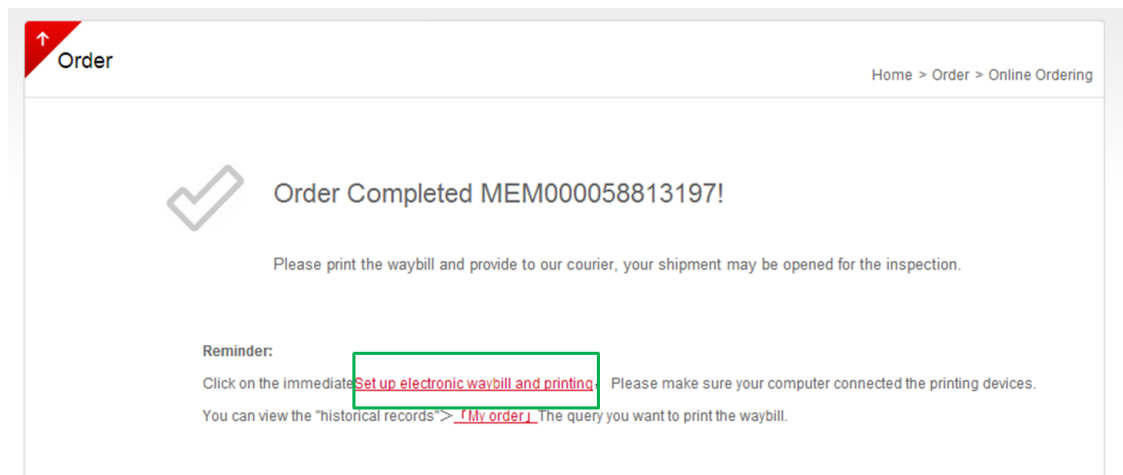 Order
Home > Order > Online Ordering
Order Completed MEM000058813197!
Please print the waybill and provide to our courier, your shipment may be opened for the inspection.
Reminder:
Click on the immediateSet up electronic waybill and printing， Please make sure your computer connected the printing devices.
You can view the "historical records">「My order」The query you want to print the waybill.